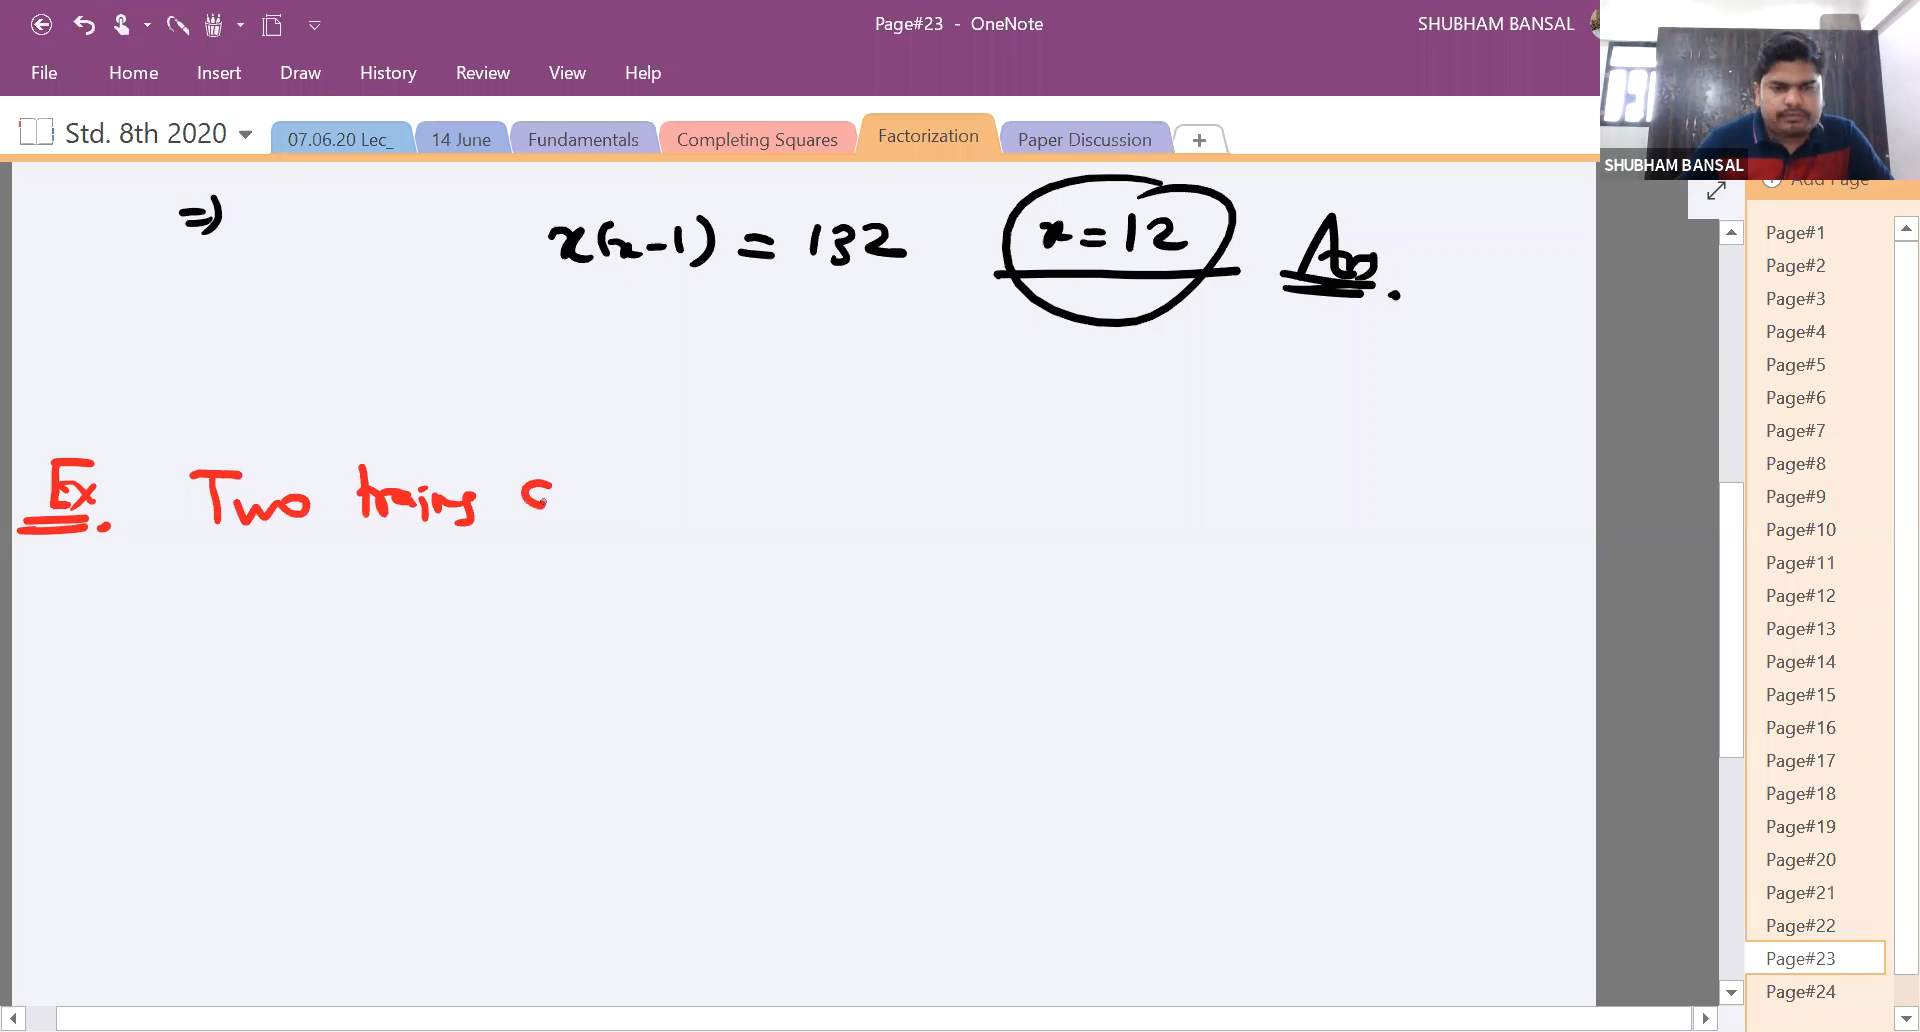 Page#23 - OneNote
SHUBHAM BANSAL
File Home Insert Draw History Review View Help
SHUBHAM BANSAL
Std. 8th 2020
07.06.20 Lec_
14 June
Fundamentals
Completing Squares
Factorization
Paper Discussion
+
Add Page
⇒ x(x-1) = 132 x=12 Ans.
Ex. Two trains
Page#1
Page#2
Page#3
Page#4
Page#5
Page#6
Page#7
Page#8
Page#9
Page#10
Page#11
Page#12
Page#13
Page#14
Page#15
Page#16
Page#17
Page#18
Page#19
Page#20
Page#21
Page#22
Page#23
Page#24